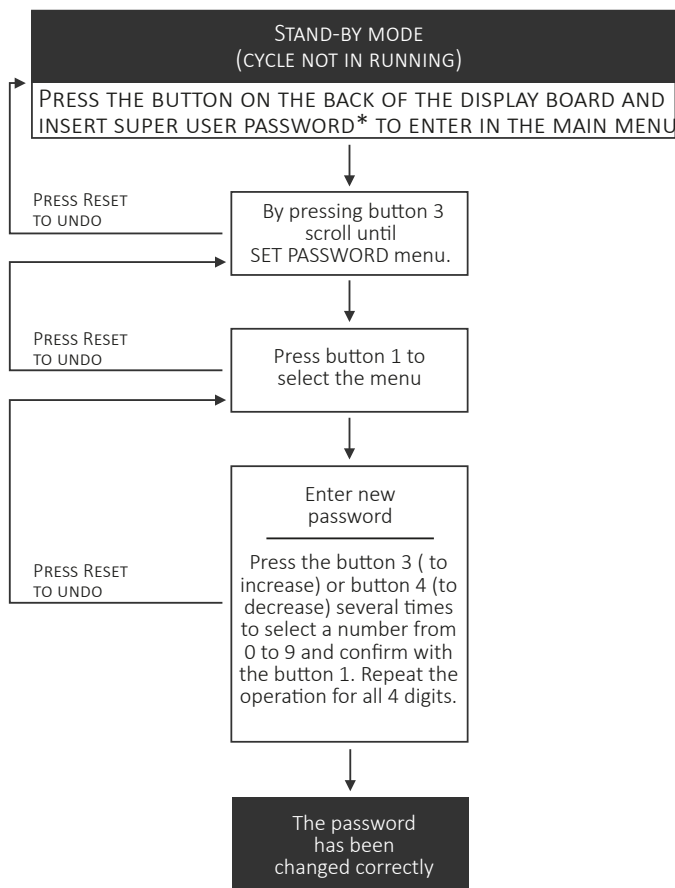 STAND-BY MODE
(CYCLE NOT IN RUNNING)
PRESS THE BUTTON ON THE BACK OF THE DISPLAY BOARD AND
INSERT SUPER USER PASSWORD* TO ENTER IN THE MAIN MENU
PRESS RESET
TO UNDO
By pressing button 3
scroll until
SET PASSWORD menu.
PRESS RESET
TO UNDO
Press button 1 to
select the menu
Enter new
password
PRESS RESET
TO UNDO
Press the button 3 ( to
increase) or button 4 (to
decrease) several times
to select a number from
0 to 9 and confirm with
the button 1. Repeat the
operation for all 4 digits.
The password
has been
changed correctly